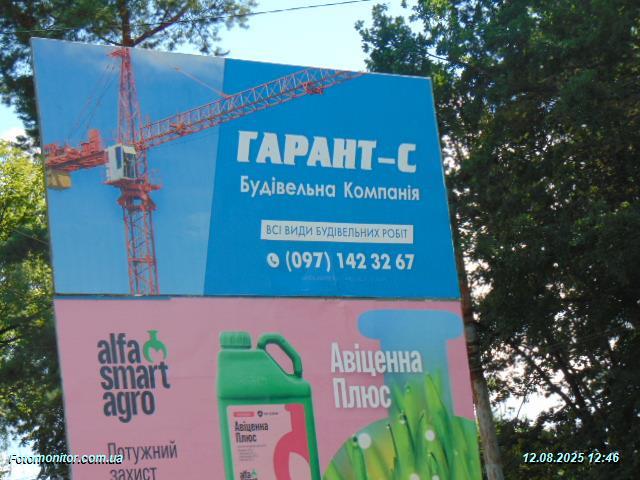 ГАРАНТ-С
Будівельна Компанія
ВСІ ВИДИ БУДІВЕЛЬНИХ РОБІТ
(097) 142 32 67
alfa
smart
agro
Потужний
захист
Авіценна
Плюс
Авіценна
Плюс
alfa
Fotomonitor.com.ua
12.08.2025 12:46